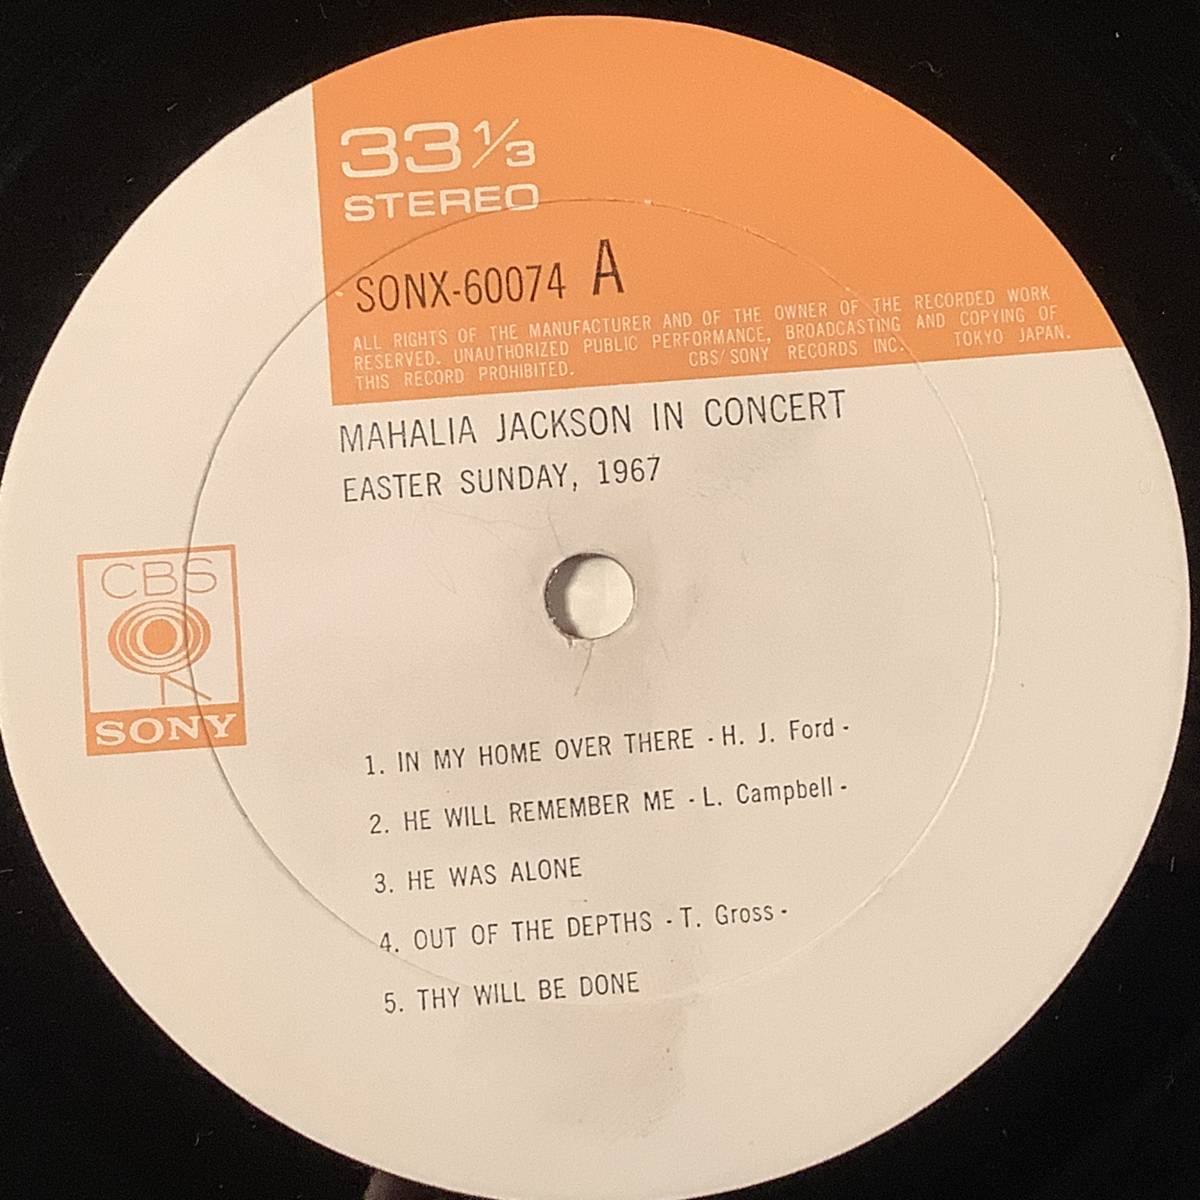 33 1/3
STEREO
SONX-60074 A
ALL RIGHTS OF THE MANUFACTURER AND OF THE OWNER OF THE RECORDED WORK
RESERVED. UNAUTHORIZED PUBLIC PERFORMANCE, BROADCASTING AND COPYING OF
THIS RECORD PROHIBITED. CBS/SONY RECORDS INC. TOKYO JAPAN.
MAHALIA JACKSON IN CONCERT
EASTER SUNDAY, 1967
CBS
SONY
1. IN MY HOME OVER THERE - H. J. Ford -
2. HE WILL REMEMBER ME - L. Campbell -
3. HE WAS ALONE
4. OUT OF THE DEPTHS - T. Gross -
5. THY WILL BE DONE